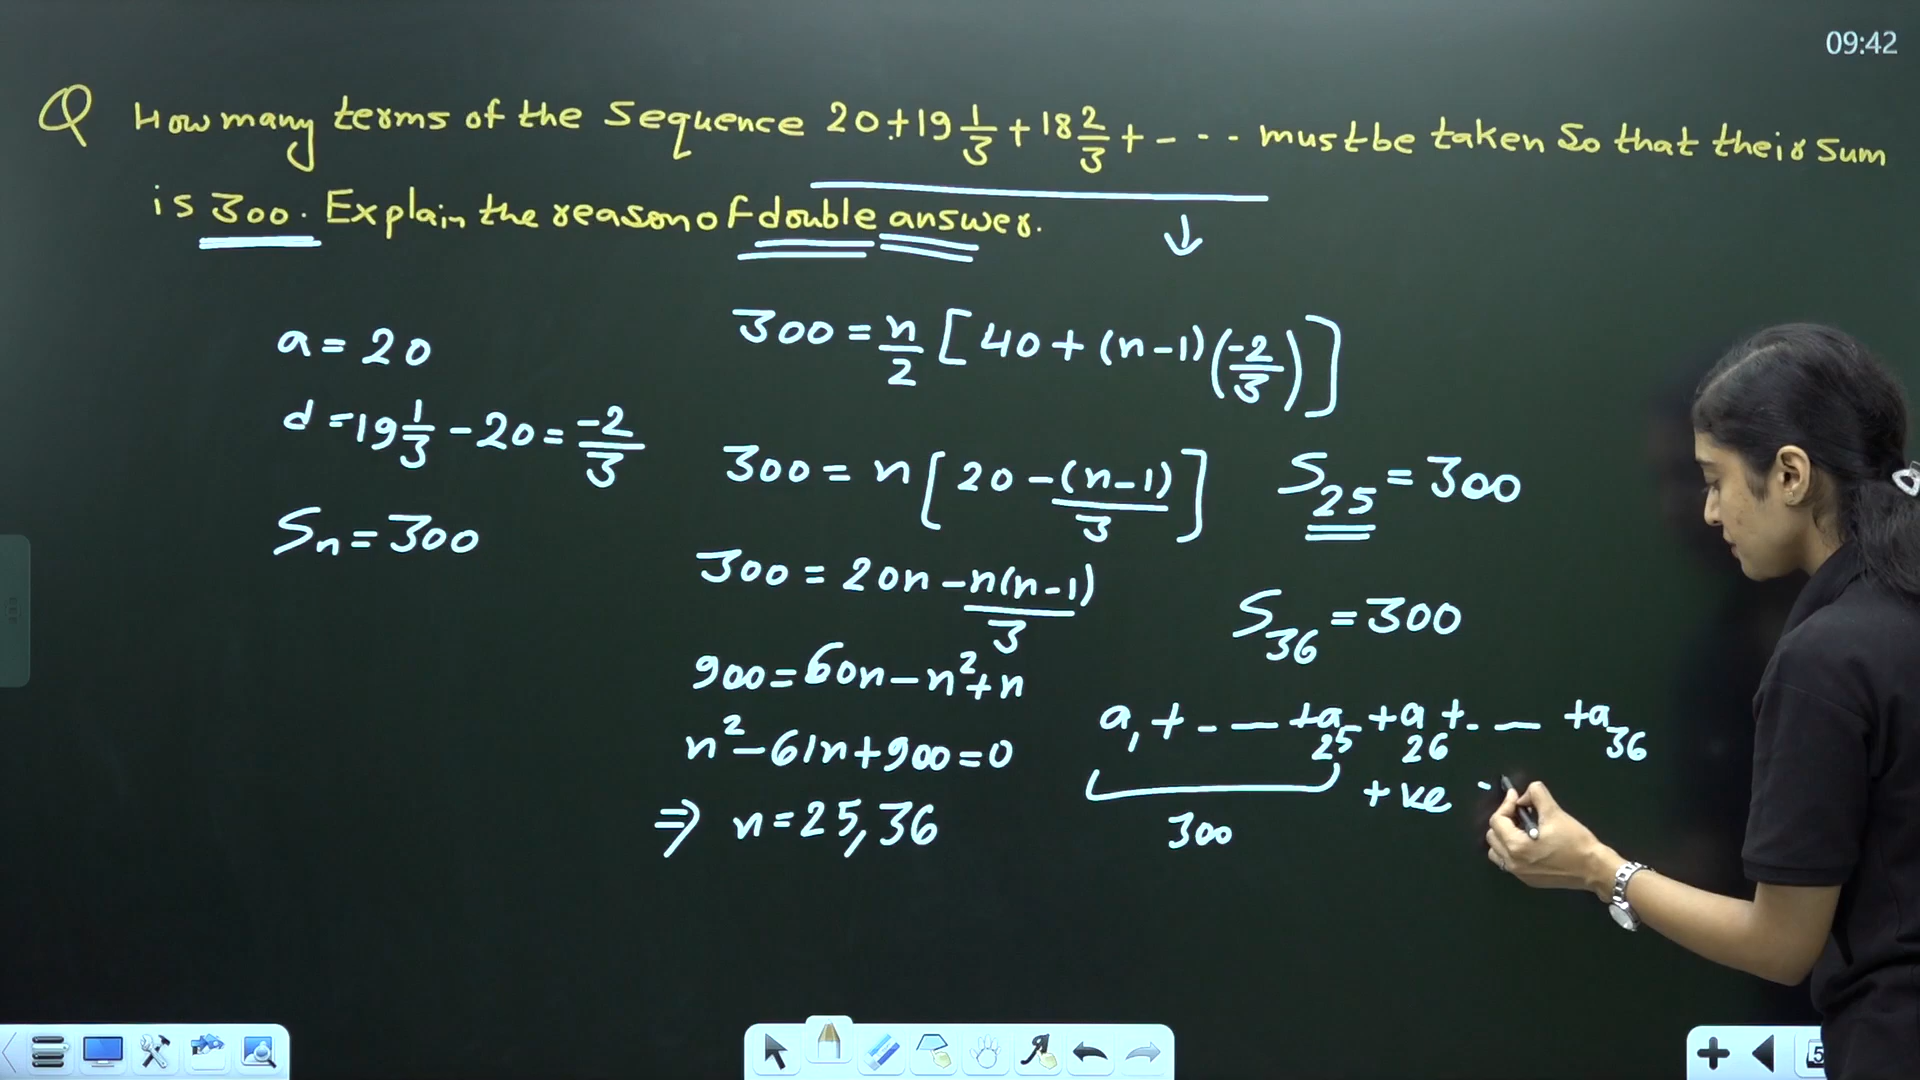 09:42
Q How many terms of the Sequence 20+19 1/3 + 18 2/3 + - - - - must be taken So that their Sum
is 300. Explain the reason of double answer.
a = 20
d = 19 1/3 - 20 = -2/3
Sn = 300
300 = n/2 [40 + (n-1)(-2/3)]
300 = n[20 - (n-1)/3]
300 = 20n - n(n-1)/3
900 = 60n - n² + n
n² - 61n + 900 = 0
⇒ n = 25, 36
S25 = 300
S36 = 300
a1 + - — + a25 + a26 + - — + a36
300
+ve -